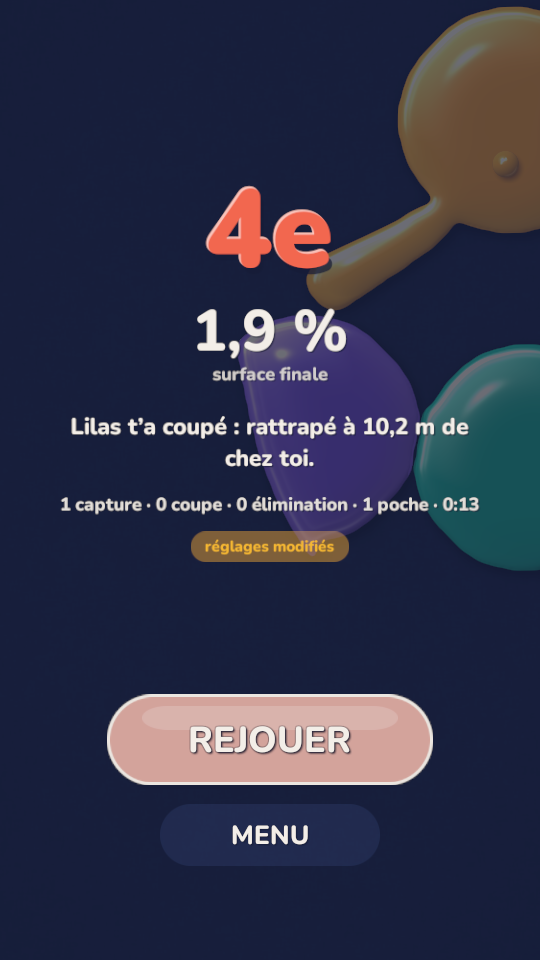 4e
1,9 %
surface finale
Lilas t’a coupé : rattrapé à 10,2 m de
chez toi.
1 capture · 0 coupe · 0 élimination · 1 poche · 0:13
réglages modifiés
REJOUER
MENU